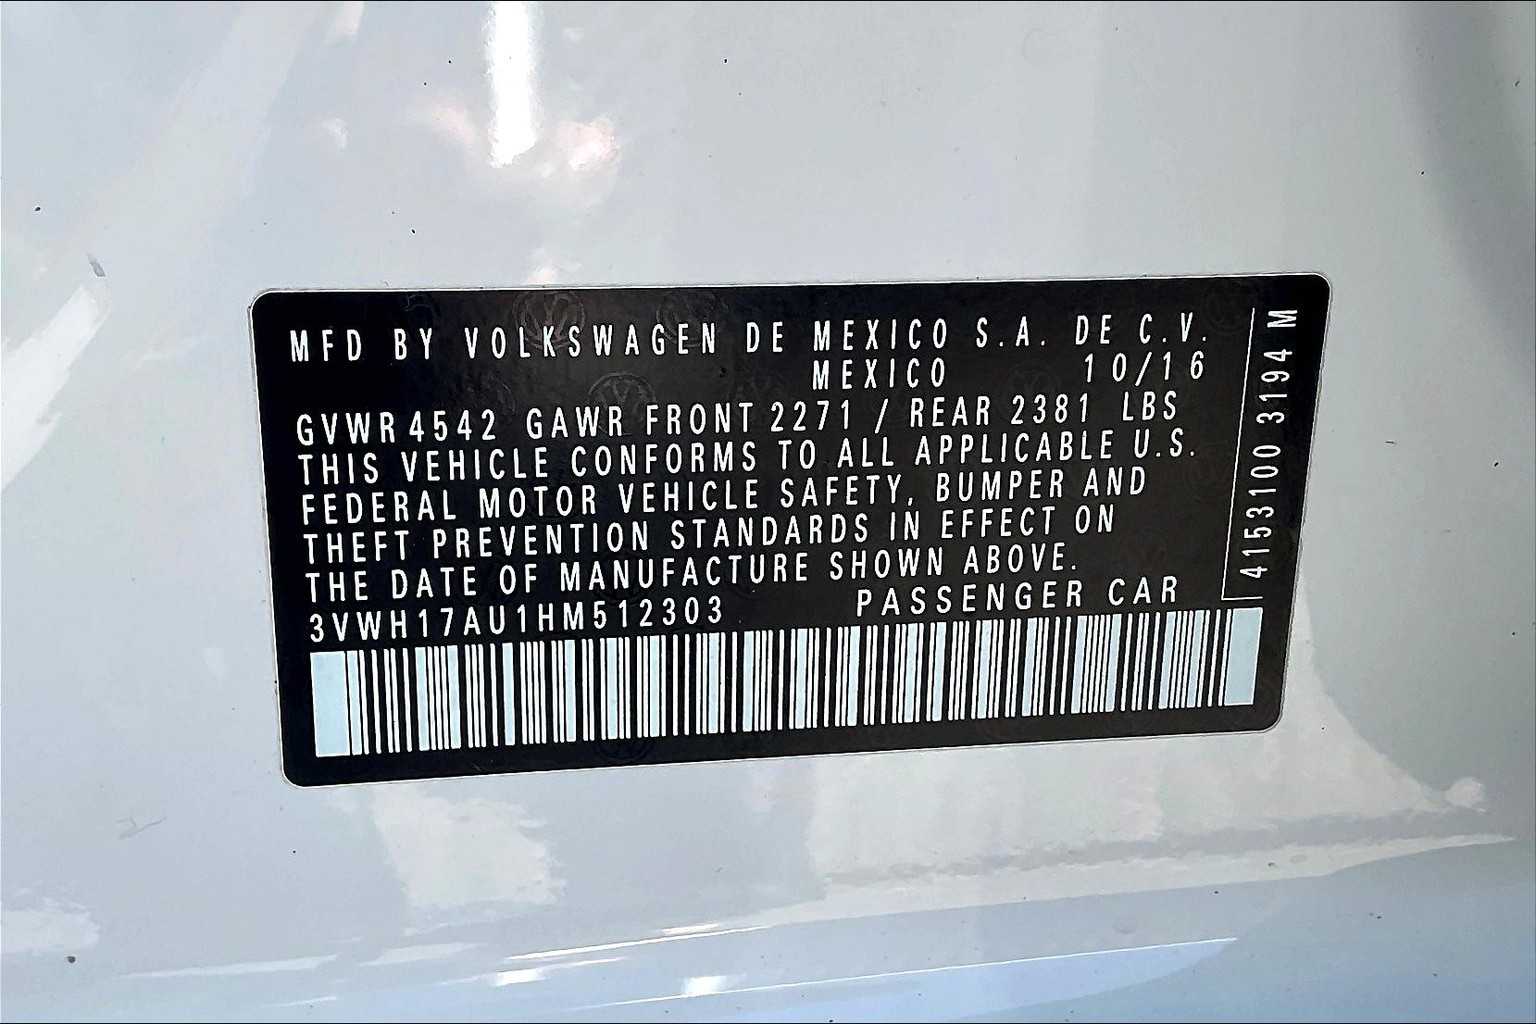 MFD BY VOLKSWAGEN DE MEXICO S.A. DE C.V.
MEXICO 10/16
GVWR 4542 GAWR FRONT 2271 / REAR 2381 LBS
THIS VEHICLE CONFORMS TO ALL APPLICABLE U.S.
FEDERAL MOTOR VEHICLE SAFETY, BUMPER AND
THEFT PREVENTION STANDARDS IN EFFECT ON
THE DATE OF MANUFACTURE SHOWN ABOVE.
3VWH17AU1HM512303 PASSENGER CAR
4153100 3194 M